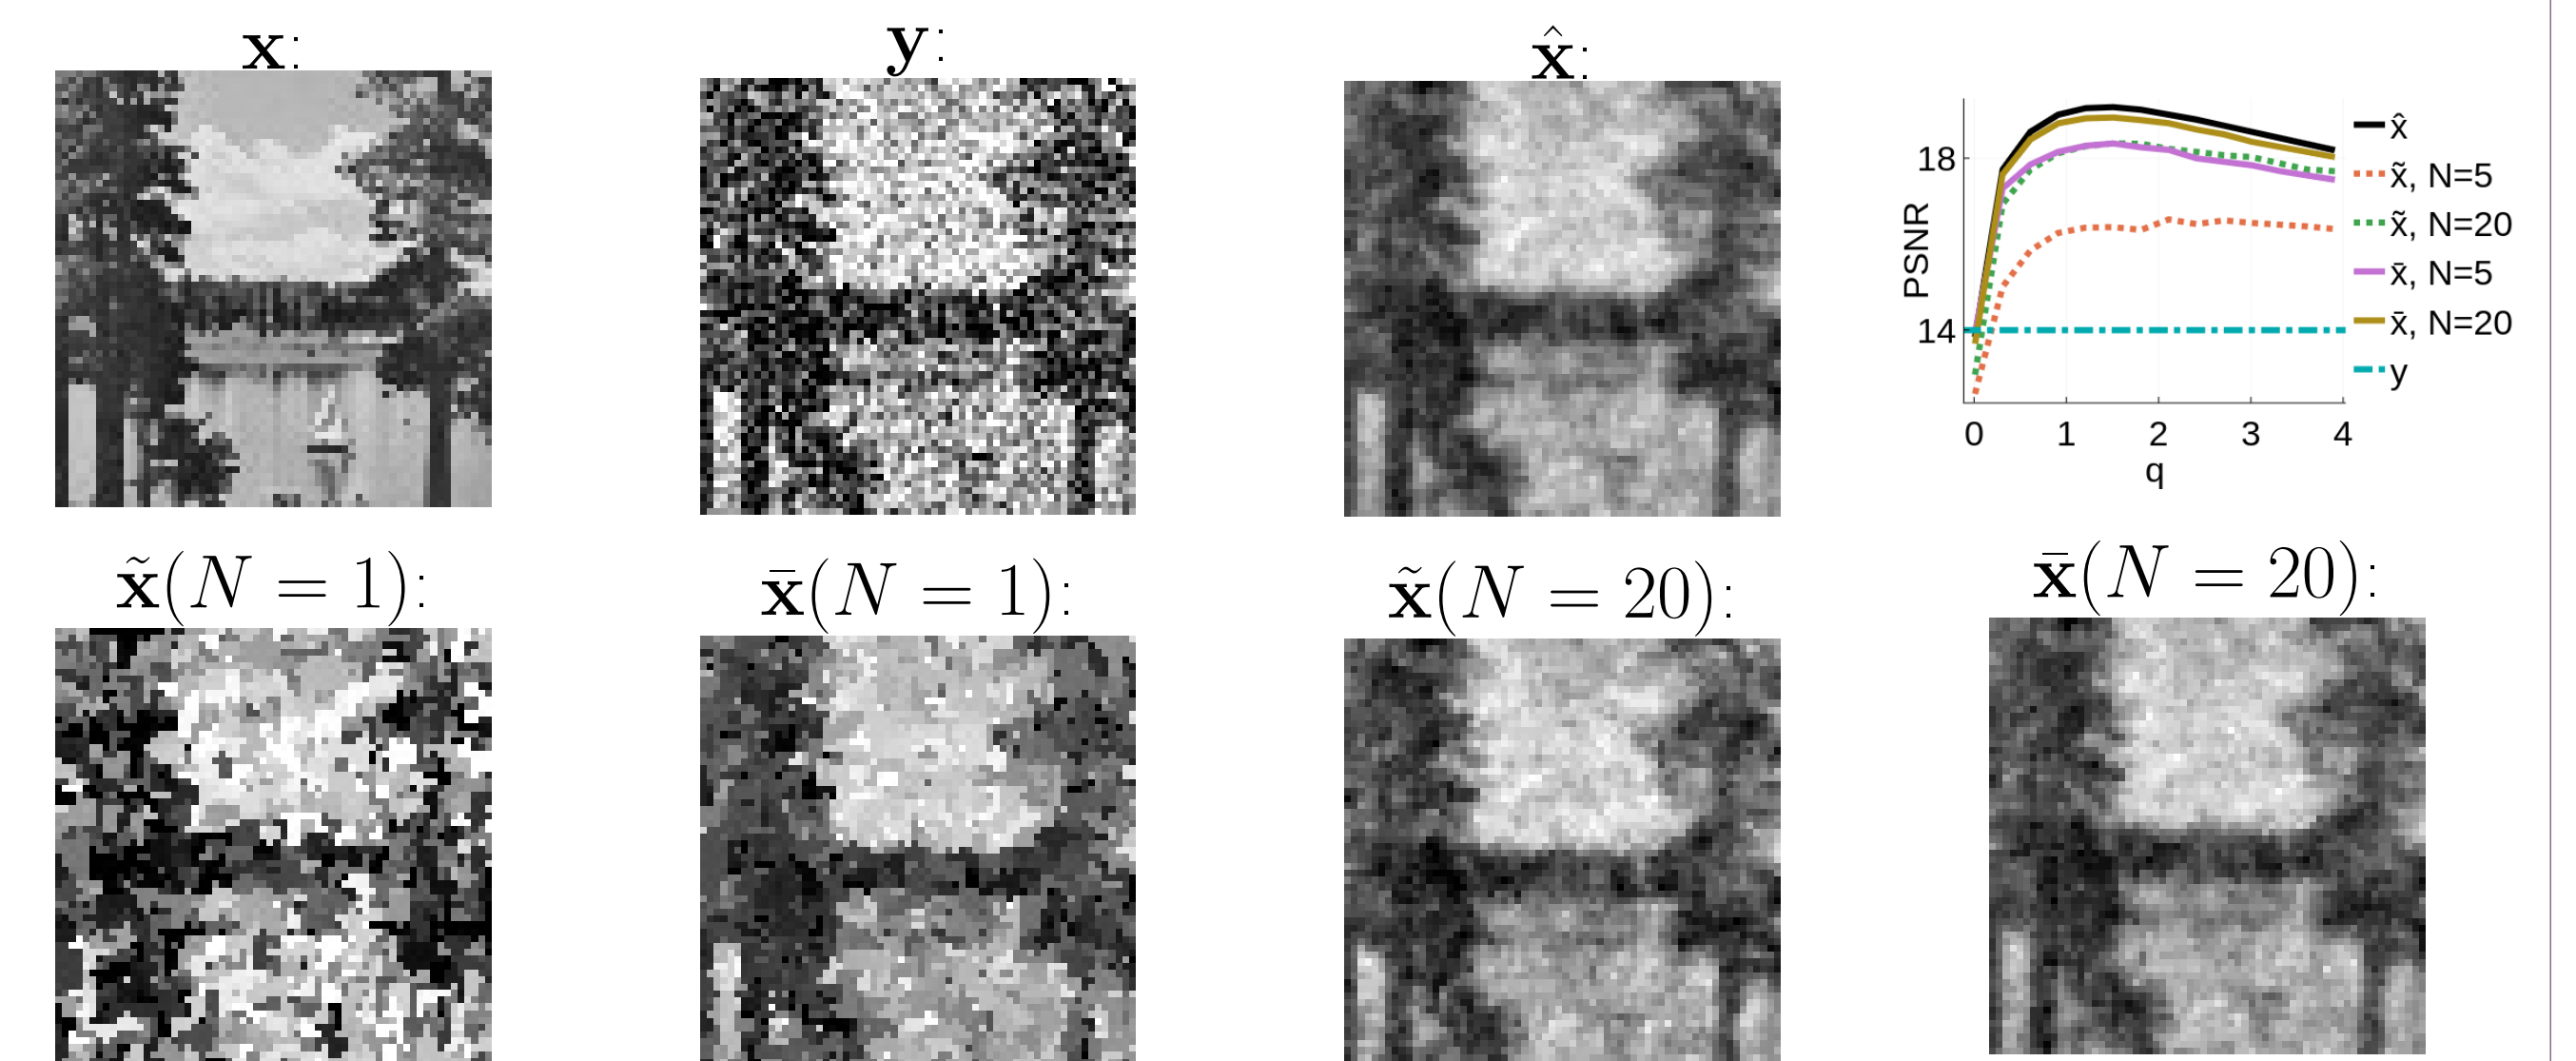 x:
y:
x̂:
PSNR
18
14
0 1 2 3 4
q
x̂
x̃, N=5
x̃, N=20
x̄, N=5
x̄, N=20
y
x̃(N = 1):
x̄(N = 1):
x̃(N = 20):
x̄(N = 20):